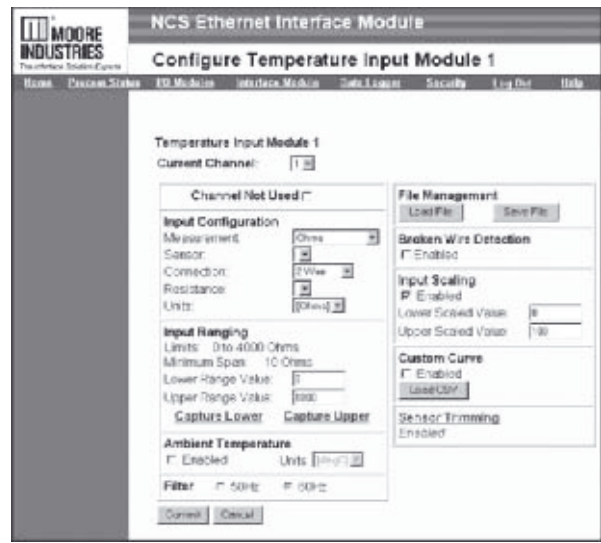 MOORE
INDUSTRIES
The Interface Solution Experts
NCS Ethernet Interface Module
Configure Temperature Input Module 1
Home Process Status I/O Modules Interface Module Data Logger Security Log Out Help
Temperature Input Module 1
Current Channel: 1
Channel Not Used
Input Configuration
Measurement: Ohms
Sensor:
Connection: 2 Wire
Resistance:
Units: [Ohms]
Input Ranging
Limits: 0 to 4000 Ohms
Minimum Span: 10 Ohms
Lower Range Value: 0
Upper Range Value:
Capture Lower Capture Upper
Ambient Temperature
Enabled Units
Filter 50Hz 60Hz
Commit Cancel
File Management
Load File Save File
Broken Wire Detection
Enabled
Input Scaling
Enabled
Lower Scaled Value: 0
Upper Scaled Value: 100
Custom Curve
Enabled
Load CSV
Sensor Trimming
Enabled